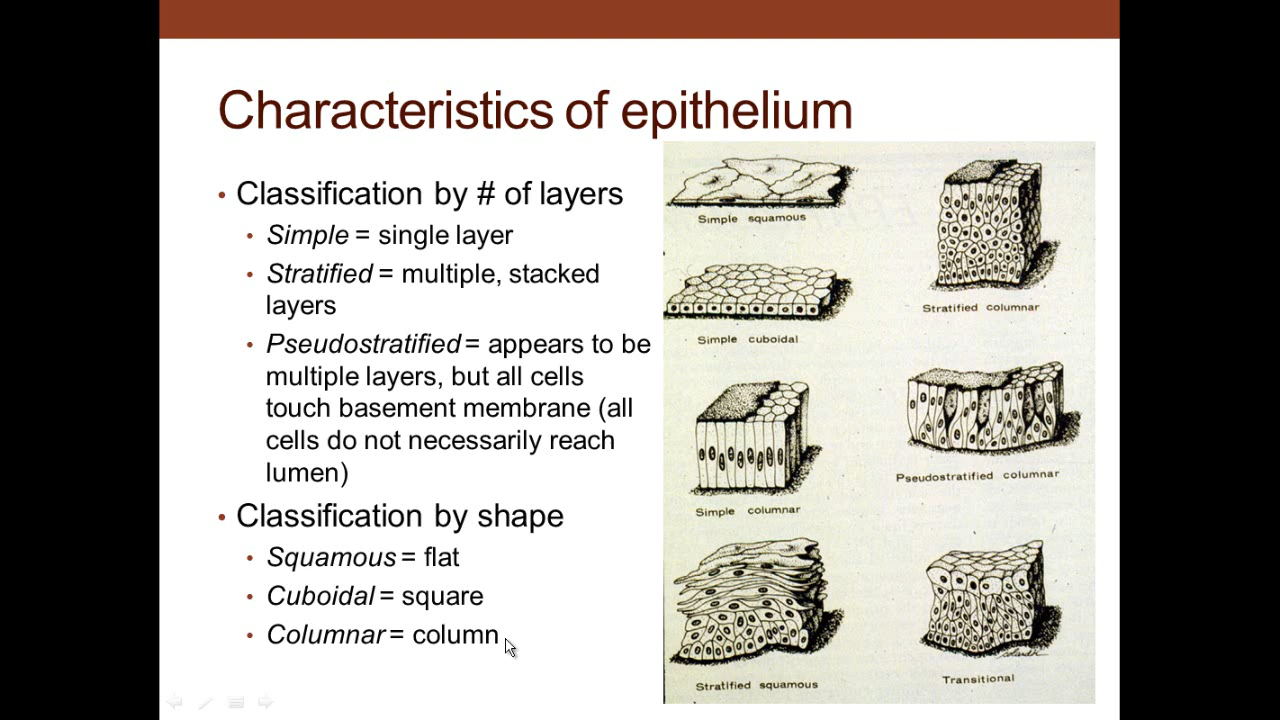 Characteristics of epithelium
• Classification by # of layers
• Simple = single layer
• Stratified = multiple, stacked
layers
• Pseudostratified = appears to be
multiple layers, but all cells
touch basement membrane (all
cells do not necessarily reach
lumen)
• Classification by shape
• Squamous = flat
• Cuboidal = square
• Columnar = column
Simple squamous
Simple cuboidal
Simple columnar
Stratified squamous
Stratified columnar
Pseudostratified columnar
Transitional